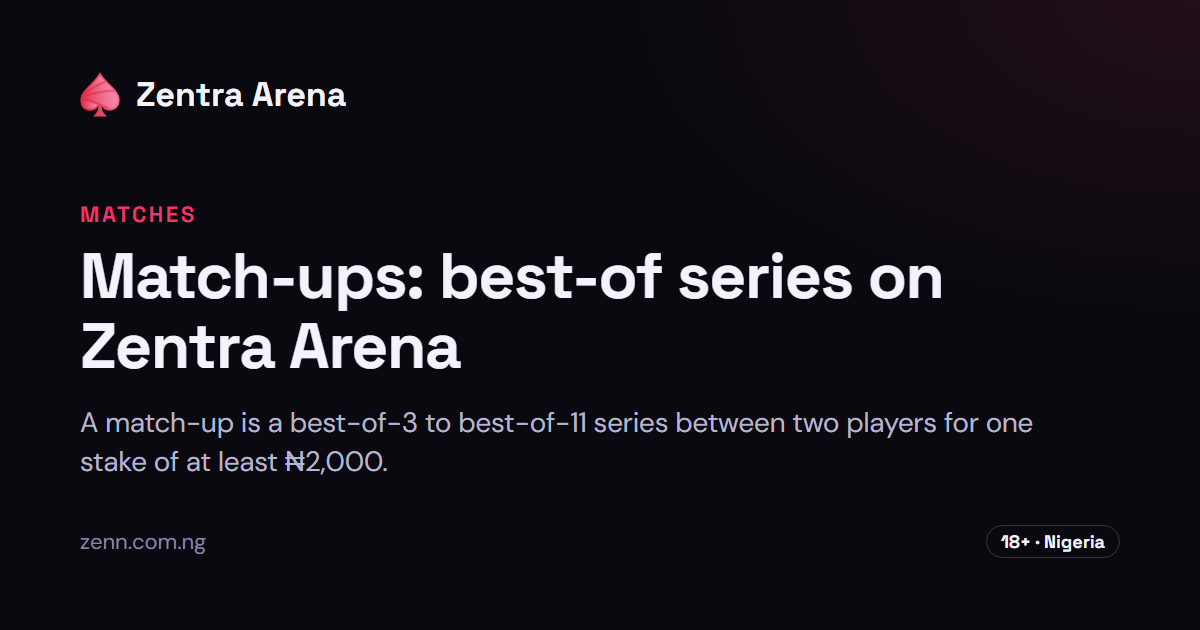 Zentra Arena
MATCHES
Match-ups: best-of series on
Zentra Arena
A match-up is a best-of-3 to best-of-11 series between two players for one
stake of at least ₦2,000.
zenn.com.ng
18+ · Nigeria